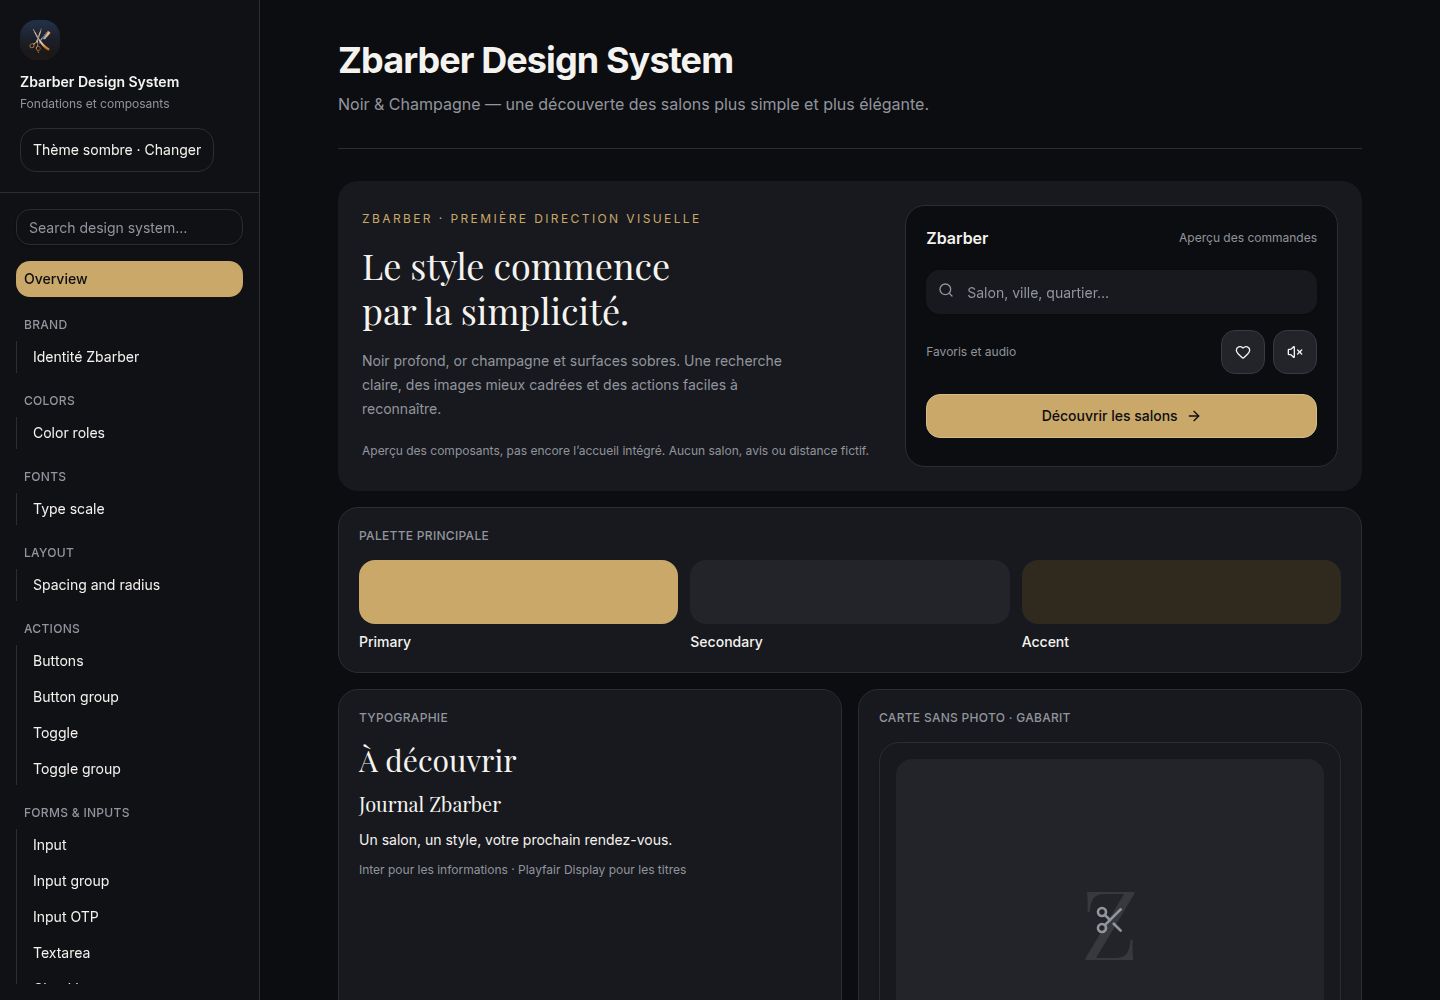 Zbarber Design System
Fondations et composants
Thème sombre · Changer
Search design system...
Overview
BRAND
Identité Zbarber
COLORS
Color roles
FONTS
Type scale
LAYOUT
Spacing and radius
ACTIONS
Buttons
Button group
Toggle
Toggle group
FORMS & INPUTS
Input
Input group
Input OTP
Textarea
Zbarber Design System
Noir & Champagne — une découverte des salons plus simple et plus élégante.
ZBARBER · PREMIÈRE DIRECTION VISUELLE
Le style commence
par la simplicité.
Noir profond, or champagne et surfaces sobres. Une recherche
claire, des images mieux cadrées et des actions faciles à
reconnaître.
Aperçu des composants, pas encore l’accueil intégré. Aucun salon, avis ou distance fictif.
Zbarber
Aperçu des commandes
Salon, ville, quartier...
Favoris et audio
Découvrir les salons
PALETTE PRINCIPALE
Primary
Secondary
Accent
TYPOGRAPHIE
À découvrir
Journal Zbarber
Un salon, un style, votre prochain rendez-vous.
Inter pour les informations · Playfair Display pour les titres
CARTE SANS PHOTO · GABARIT
Z